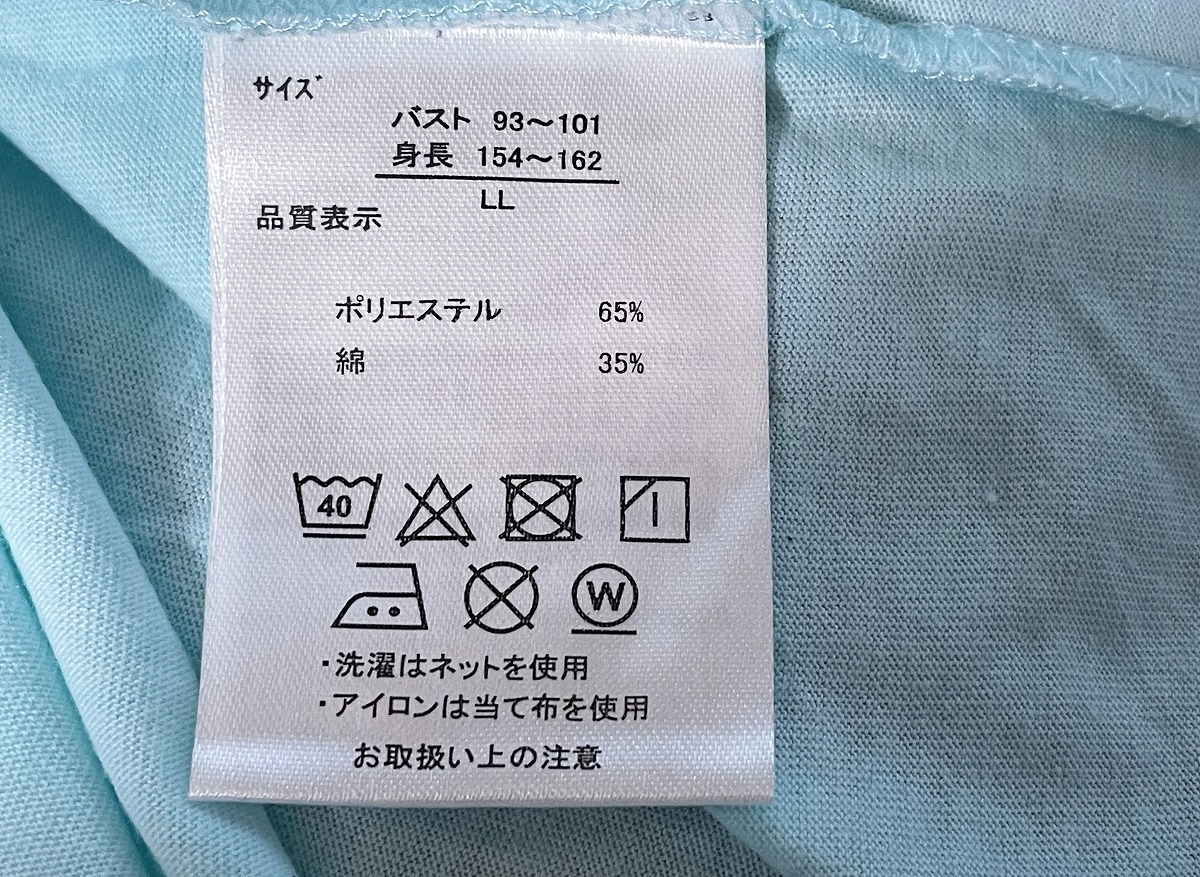 サイズ
バスト 93～101
身長 154～162
LL
品質表示
ポリエステル 65%
綿 35%
40
W
・洗濯はネットを使用
・アイロンは当て布を使用
お取扱い上の注意